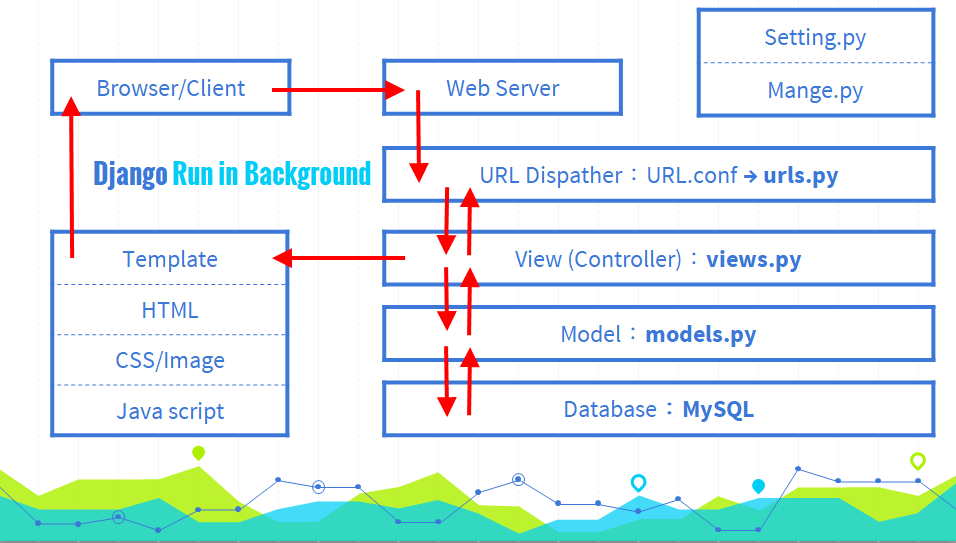 Setting.py
Mange.py
Browser/Client
Web Server
Django Run in Background
URL Dispather：URL.conf → urls.py
Template
View (Controller)：views.py
HTML
Model：models.py
CSS/Image
Java script
Database：MySQL